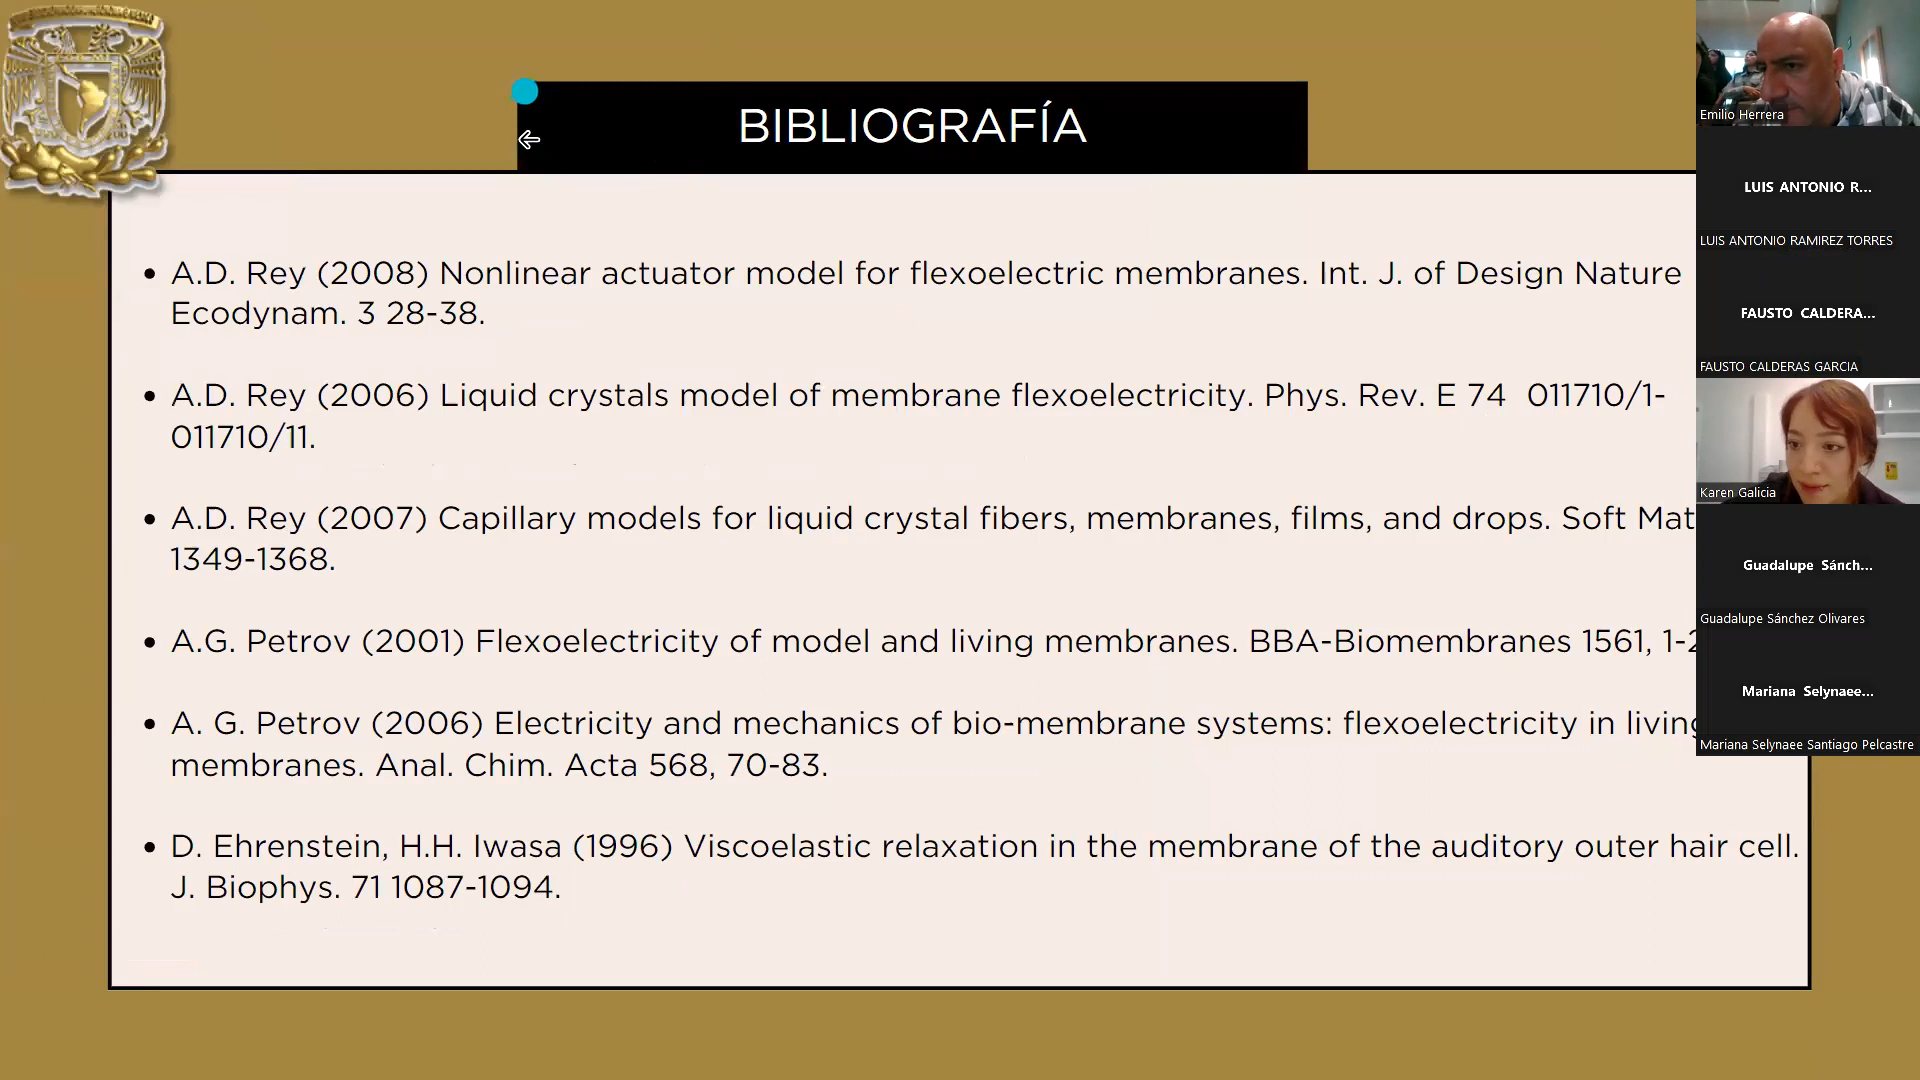 BIBLIOGRAFÍA
• A.D. Rey (2008) Nonlinear actuator model for flexoelectric membranes. Int. J. of Design Nature
Ecodynam. 3 28-38.
• A.D. Rey (2006) Liquid crystals model of membrane flexoelectricity. Phys. Rev. E 74 011710/1-
011710/11.
• A.D. Rey (2007) Capillary models for liquid crystal fibers, membranes, films, and drops. Soft Mat
1349-1368.
• A.G. Petrov (2001) Flexoelectricity of model and living membranes. BBA-Biomembranes 1561, 1-2
• A. G. Petrov (2006) Electricity and mechanics of bio-membrane systems: flexoelectricity in living
membranes. Anal. Chim. Acta 568, 70-83.
• D. Ehrenstein, H.H. Iwasa (1996) Viscoelastic relaxation in the membrane of the auditory outer hair cell.
J. Biophys. 71 1087-1094.
Emilio Herrera
LUIS ANTONIO R...
LUIS ANTONIO RAMIREZ TORRES
FAUSTO CALDERA...
FAUSTO CALDERAS GARCIA
Karen Galicia
Guadalupe Sánch...
Guadalupe Sánchez Olivares
Mariana Selynaee...
Mariana Selynaee Santiago Pelcastre